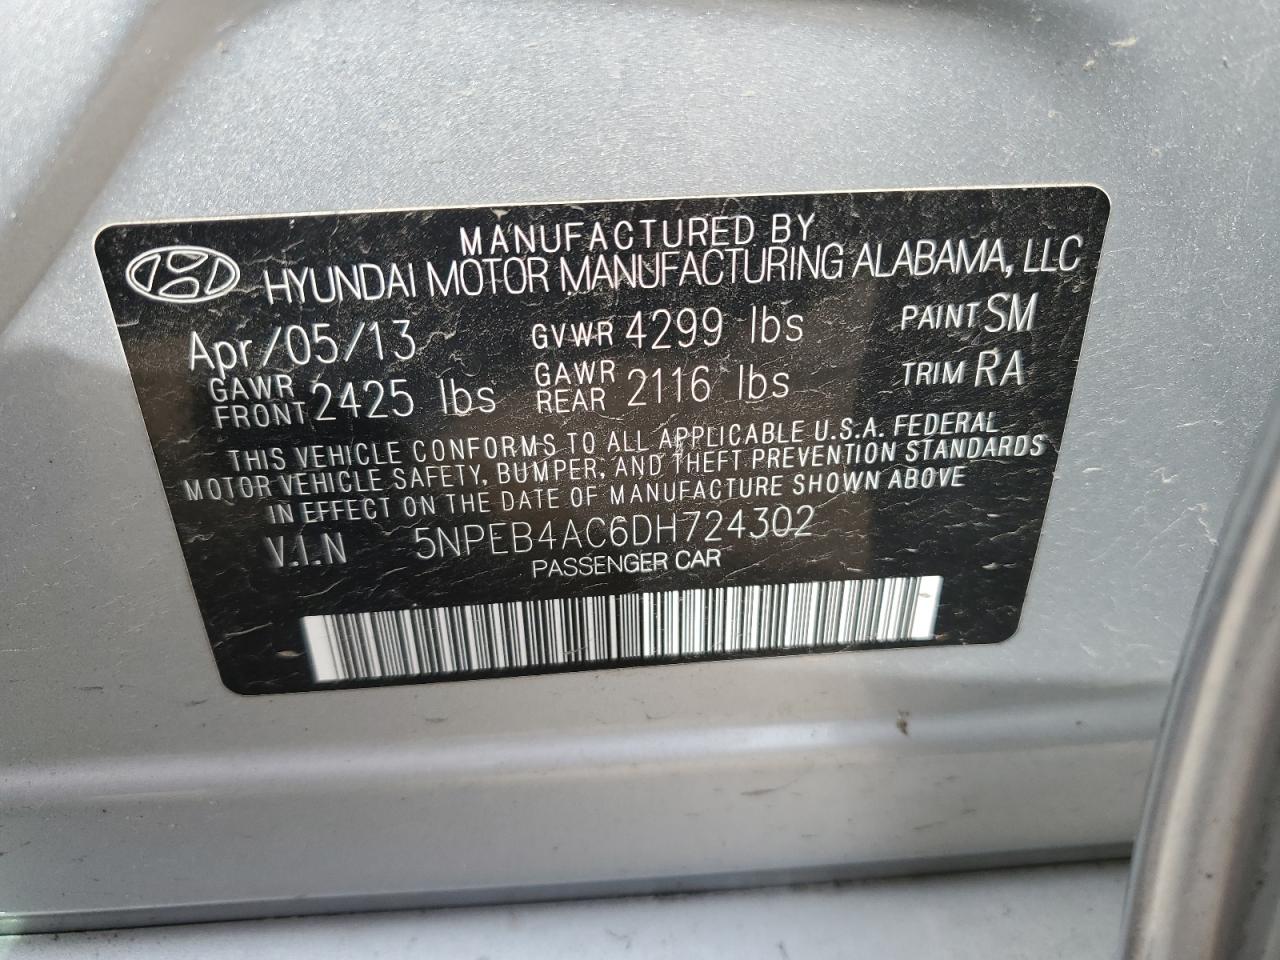 MANUFACTURED BY
HYUNDAI MOTOR MANUFACTURING ALABAMA, LLC
Apr/05/13 GVWR 4299 lbs PAINT SM
GAWR FRONT 2425 lbs GAWR REAR 2116 lbs TRIM RA
THIS VEHICLE CONFORMS TO ALL APPLICABLE U.S.A. FEDERAL
MOTOR VEHICLE SAFETY, BUMPER, AND THEFT PREVENTION STANDARDS
IN EFFECT ON THE DATE OF MANUFACTURE SHOWN ABOVE
V.I.N 5NPEB4AC6DH724302
PASSENGER CAR